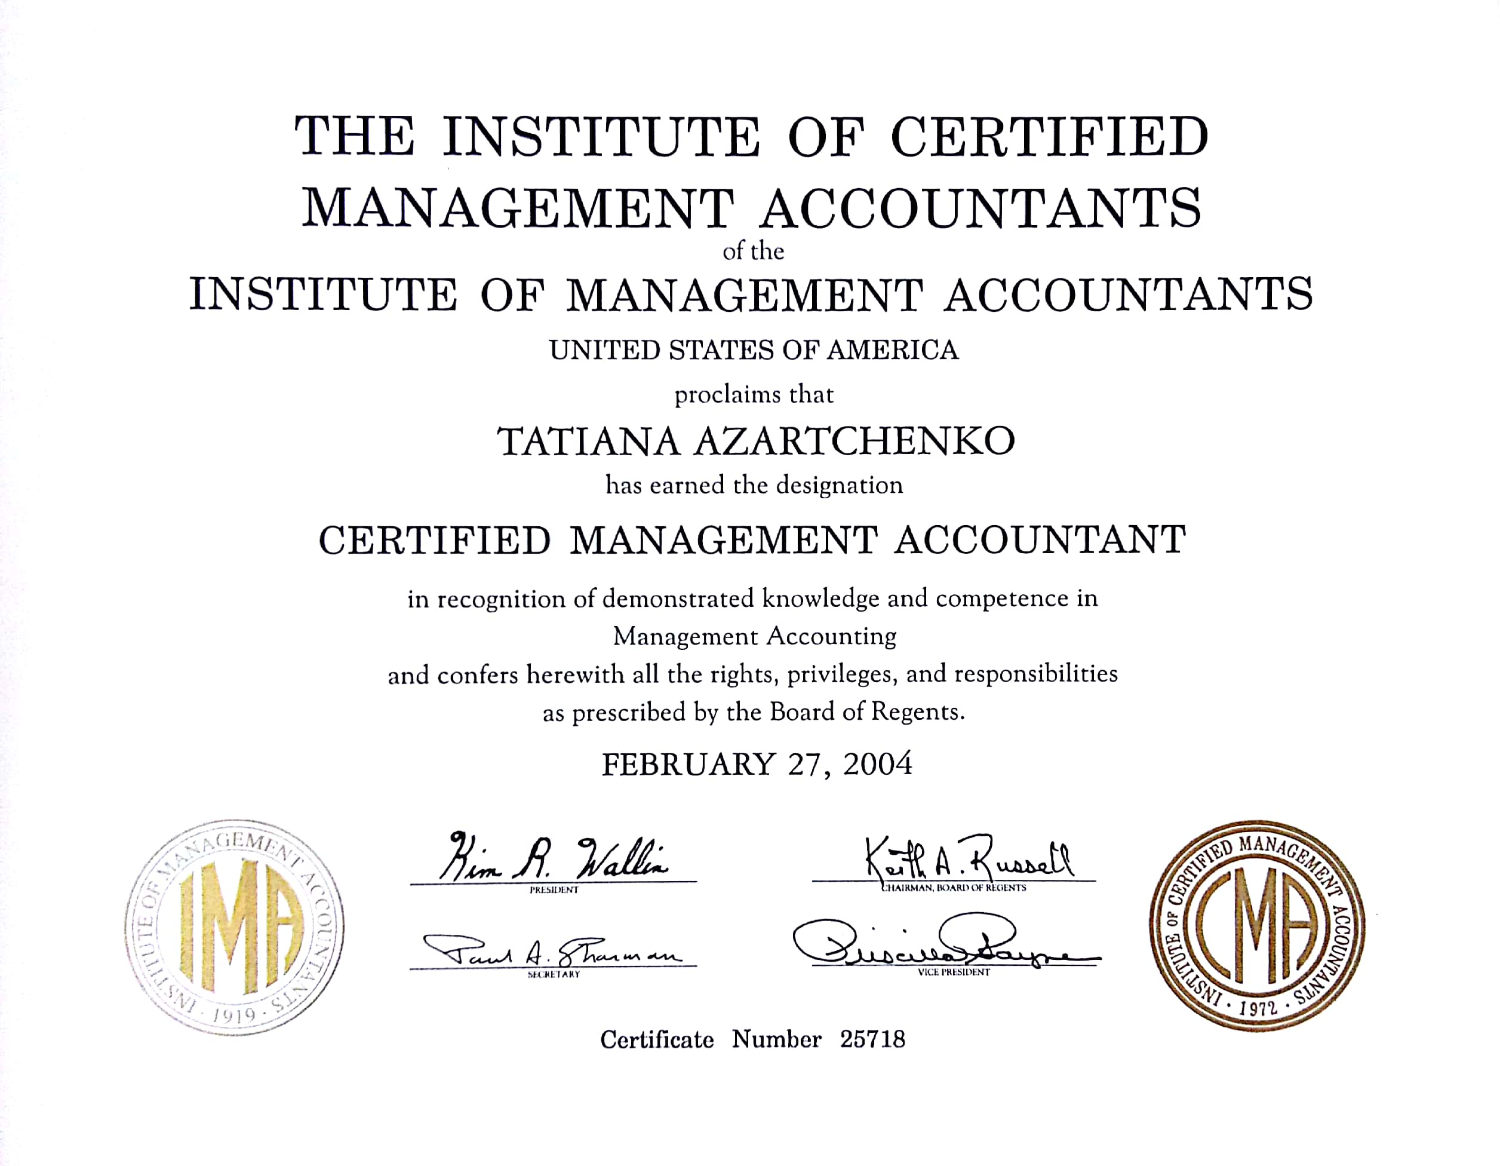 THE INSTITUTE OF CERTIFIED
MANAGEMENT ACCOUNTANTS
of the
INSTITUTE OF MANAGEMENT ACCOUNTANTS
UNITED STATES OF AMERICA
proclaims that
TATIANA AZARTCHENKO
has earned the designation
CERTIFIED MANAGEMENT ACCOUNTANT
in recognition of demonstrated knowledge and competence in
Management Accounting
and confers herewith all the rights, privileges, and responsibilities
as prescribed by the Board of Regents.
FEBRUARY 27, 2004
INSTITUTE OF MANAGEMENT ACCOUNTANTS · 1919 ·
IMA
Kim R. Wallin
PRESIDENT
Keith A. Russell
CHAIRMAN, BOARD OF REGENTS
Paul A. Sharman
SECRETARY
Priscilla Payne
VICE PRESIDENT
INSTITUTE OF CERTIFIED MANAGEMENT ACCOUNTANTS · 1972 ·
CMA
Certificate Number 25718